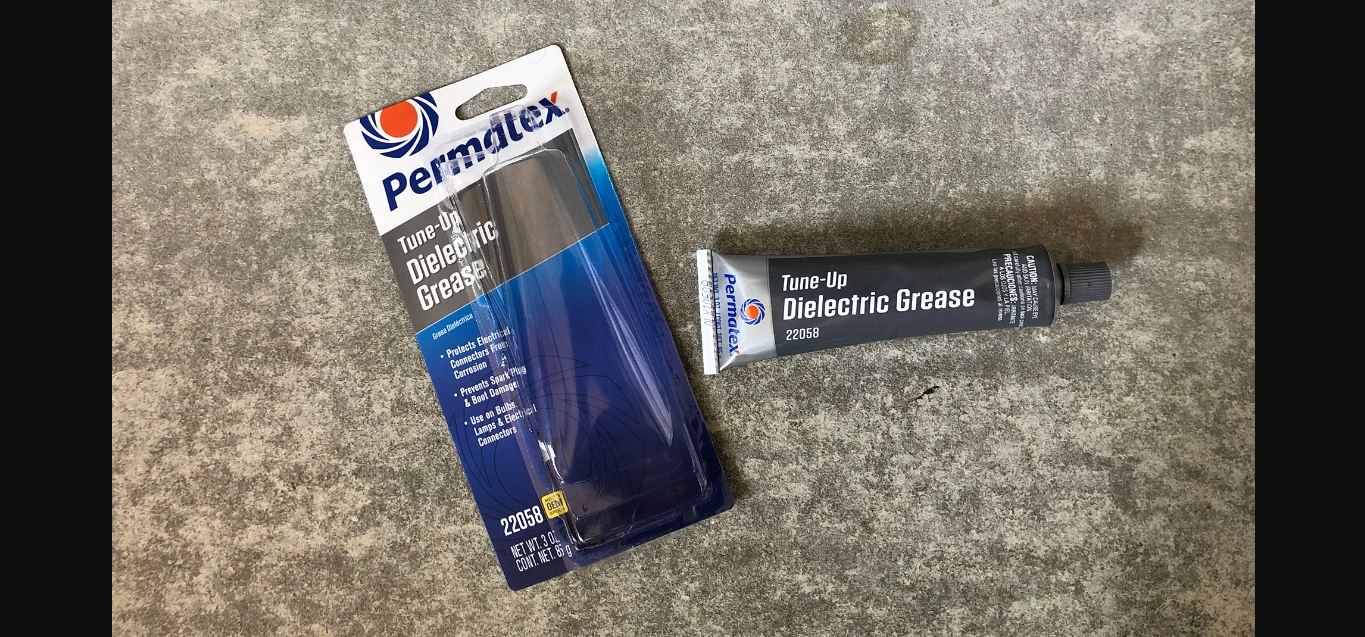 Permatex.
Tune-Up
Dielectric
Grease
Grasa Dieléctrica
• Protects Electrical
Connectors From
Corrosion
• Prevents Spark Plug
& Boot Damage
• Use on Bulbs,
Lamps & Electrical
Connectors
22058
OEM
NET WT. 3 OZ.
CONT. NET. 85 g
Permatex
Tune-Up
Dielectric Grease
22058
CAUTION:
PRECAUCIONES: